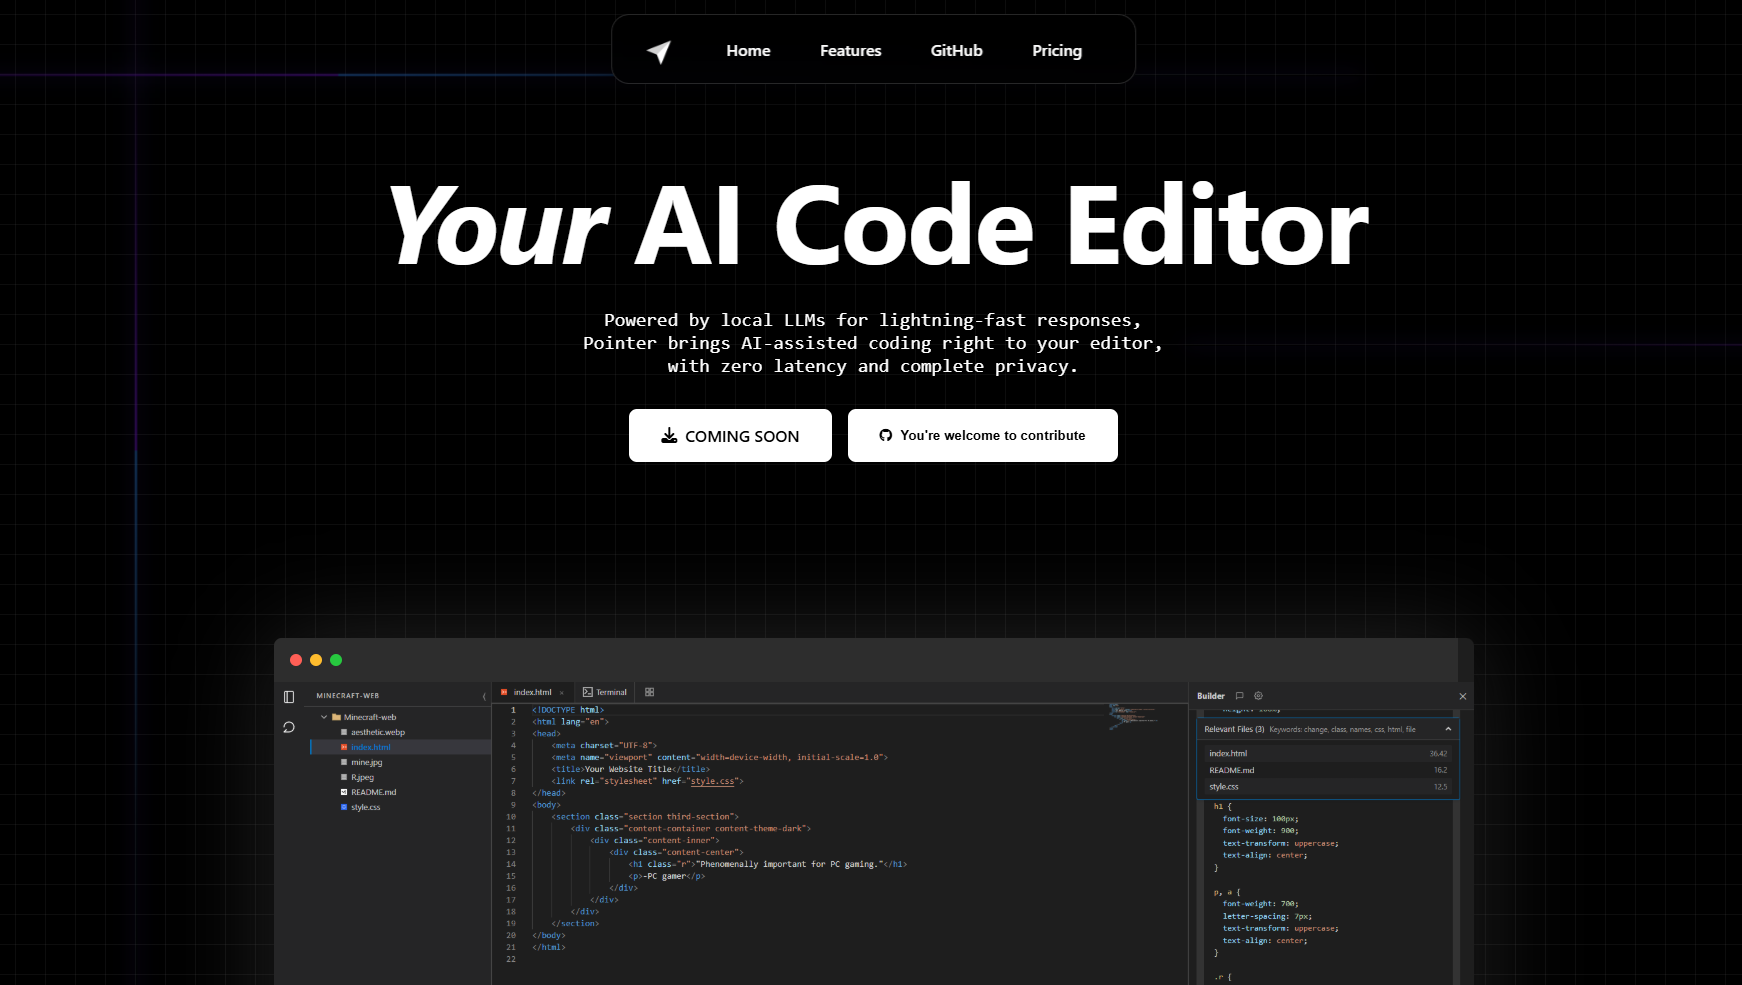 Home Features GitHub Pricing
Your AI Code Editor
Powered by local LLMs for lightning-fast responses,
Pointer brings AI-assisted coding right to your editor,
with zero latency and complete privacy.
COMING SOON
You're welcome to contribute
MINECRAFT-WEB
Minecraft-web
aesthetic.webp
index.html
mine.jpg
R.jpeg
README.md
style.css
index.html × Terminal
1 <!DOCTYPE html>
2 <html lang="en">
3 <head>
4 <meta charset="UTF-8">
5 <meta name="viewport" content="width=device-width, initial-scale=1.0">
6 <title>Your Website Title</title>
7 <link rel="stylesheet" href="style.css">
8 </head>
9 <body>
10 <section class="section third-section">
11 <div class="content-container content-theme-dark">
12 <div class="content-inner">
13 <div class="content-center">
14 <h1 class="r">"Phenomenally important for PC gaming."</h1>
15 <p>-PC gamer</p>
16 </div>
17 </div>
18 </div>
19 </section>
20 </body>
21 </html>
22
Builder
Relevant Files (3) Keywords: change, class, names, css, html, file
index.html 36.42
README.md 16.2
style.css 12.5
h1 {
font-size: 100px;
font-weight: 900;
text-transform: uppercase;
text-align: center;
}
p, a {
font-weight: 700;
letter-spacing: 7px;
text-transform: uppercase;
text-align: center;
}
.r {